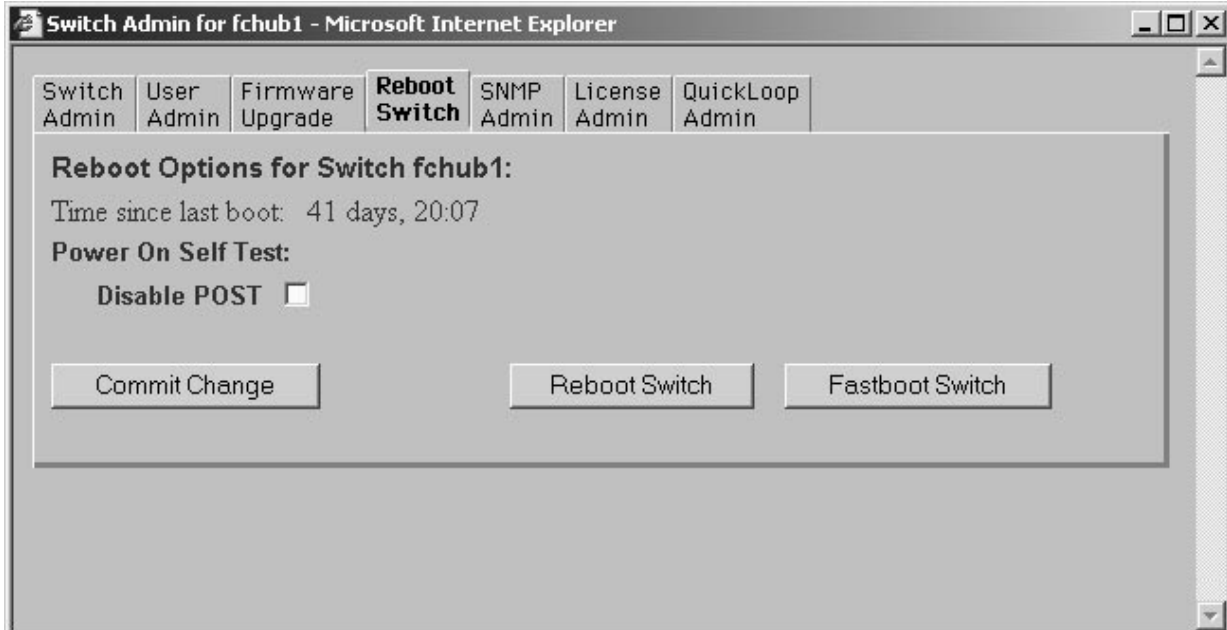 Switch Admin for fchub1 - Microsoft Internet Explorer
Switch Admin
User Admin
Firmware Upgrade
Reboot Switch
SNMP Admin
License Admin
QuickLoop Admin
Reboot Options for Switch fchub1:
Time since last boot: 41 days, 20:07
Power On Self Test:
Disable POST
Commit Change
Reboot Switch
Fastboot Switch